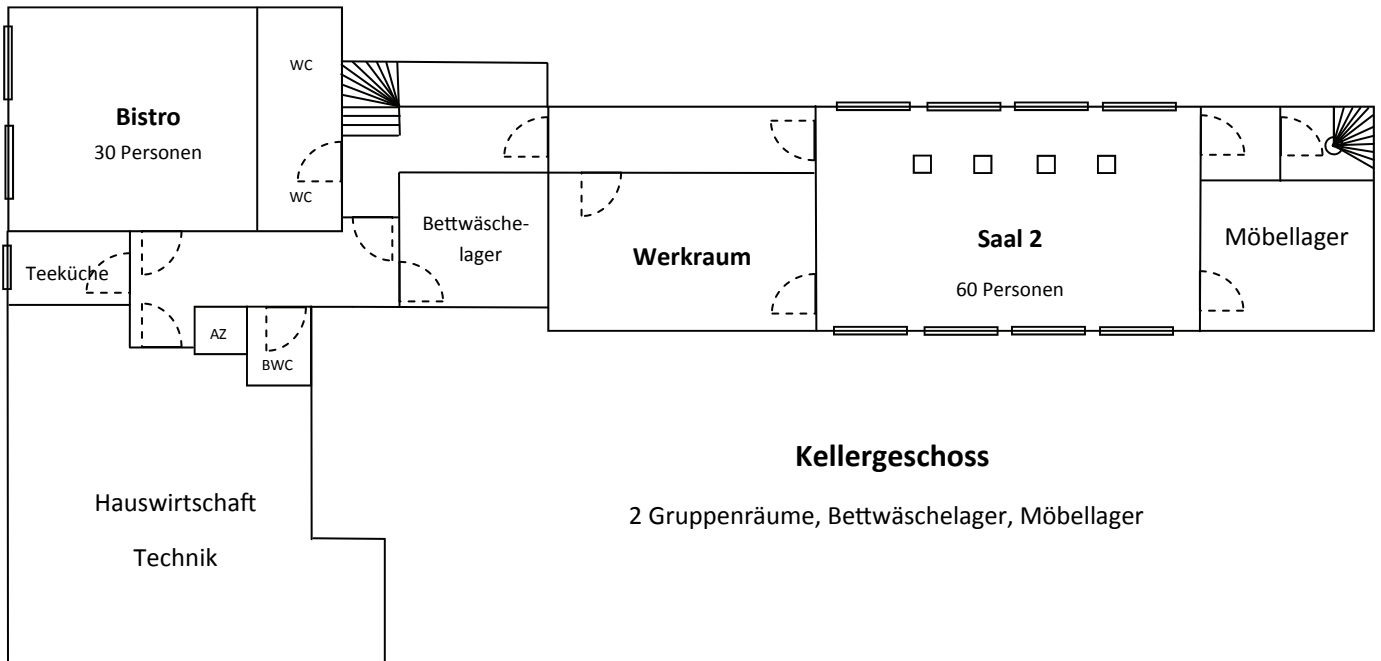 WC
Bistro
30 Personen
WC
Teeküche
Bettwäsche-
lager
Werkraum
Saal 2
60 Personen
Möbellager
AZ
BWC
Kellergeschoss
2 Gruppenräume, Bettwäschelager, Möbellager
Hauswirtschaft
Technik